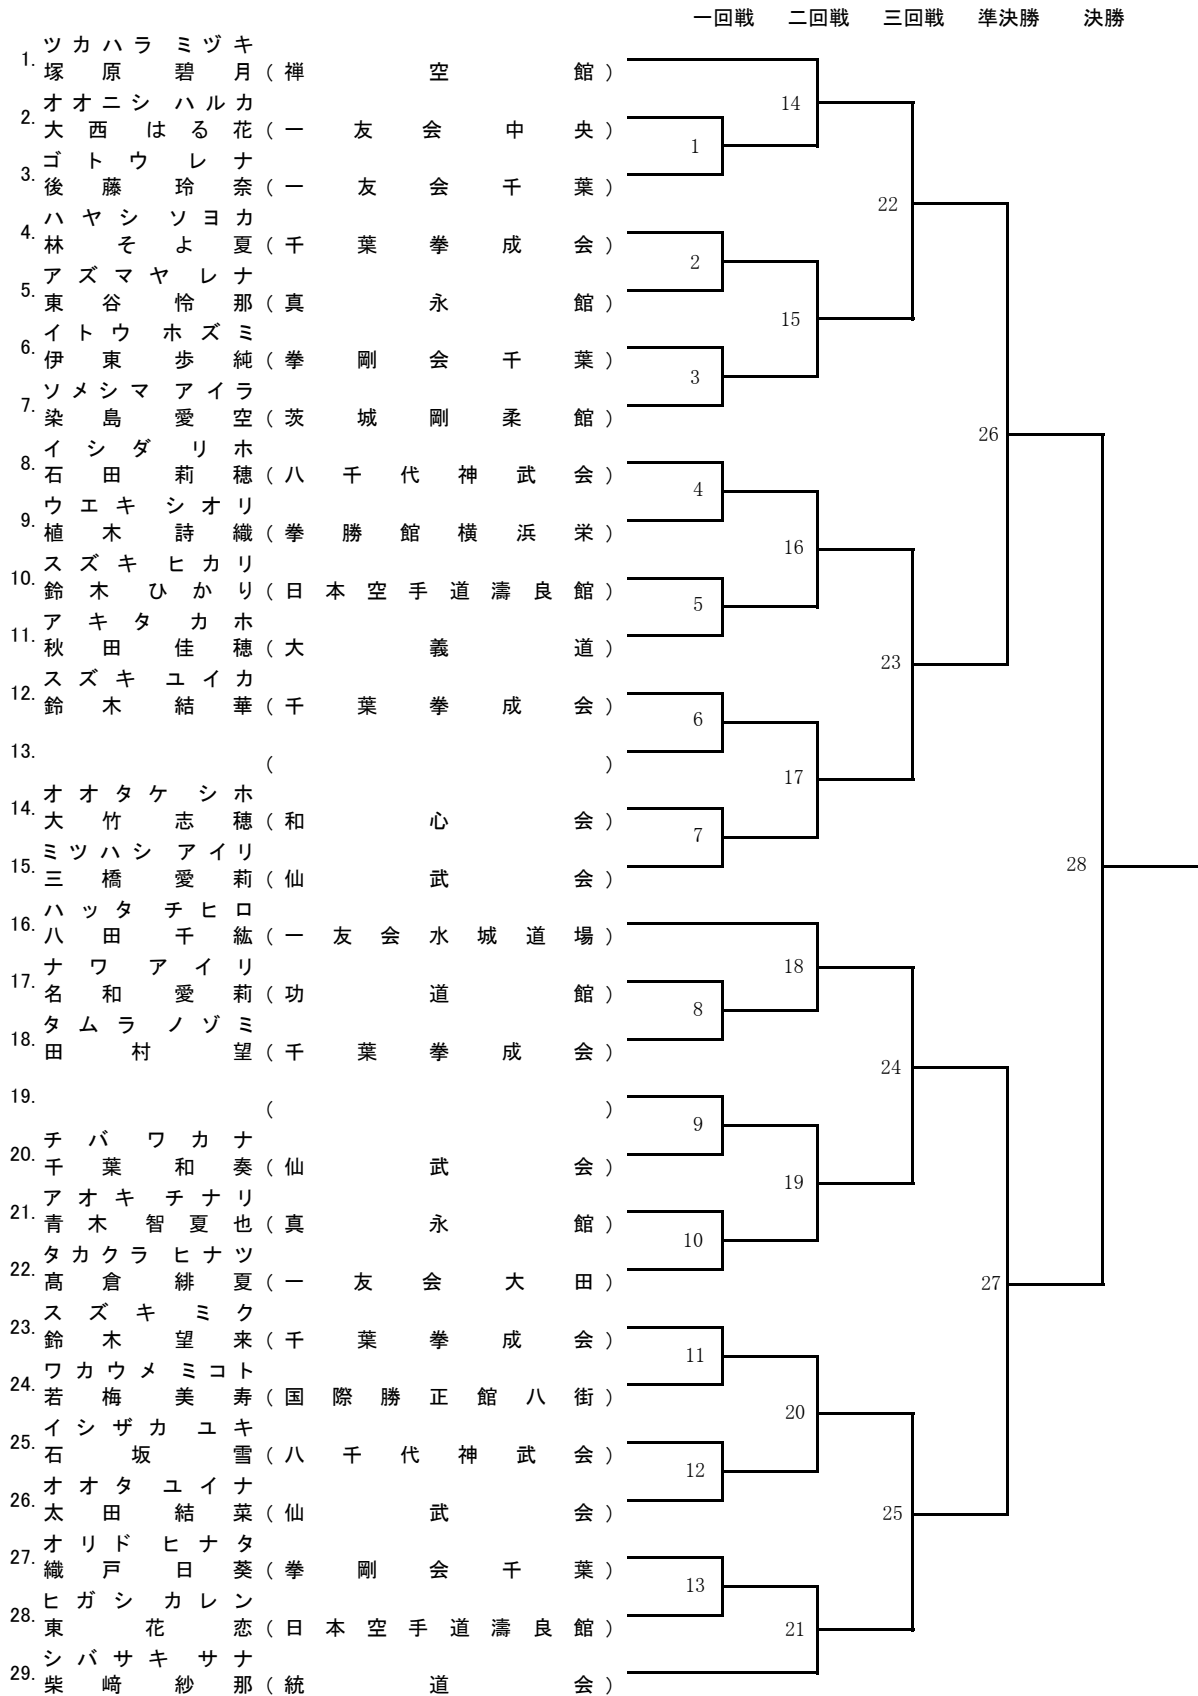 一回戦 二回戦 三回戦 準決勝 決勝
ツカハラ ミヅキ
1. 塚原 碧月 (禅空館)
14
オオニシ ハルカ
2. 大西 はる花 (一友会中央)
1
ゴトウ レナ
3. 後藤 玲奈 (一友会千葉)
22
ハヤシ ソヨカ
4. 林 そよ夏 (千葉拳成会)
2
アズマヤ レナ
5. 東谷 怜那 (真永館)
15
イトウ ホズミ
6. 伊東 歩純 (拳剛会千葉)
3
ソメシマ アイラ
7. 染島 愛空 (茨城剛柔館)
26
イシダ リホ
8. 石田 莉穂 (八千代神武会)
4
ウエキ シオリ
9. 植木 詩織 (拳勝館横浜栄)
16
スズキ ヒカリ
10. 鈴木 ひかり (日本空手道濤良館)
5
アキタ カホ
11. 秋田 佳穂 (大義道)
23
スズキ ユイカ
12. 鈴木 結華 (千葉拳成会)
6
13. ( )
17
オオタケ シホ
14. 大竹 志穂 (和心会)
7
ミツハシ アイリ
15. 三橋 愛莉 (仙武会)
28
ハッタ チヒロ
16. 八田 千紘 (一友会水城道場)
18
ナワ アイリ
17. 名和 愛莉 (功道館)
8
タムラ ノゾミ
18. 田村 望 (千葉拳成会)
24
19. ( )
9
チバ ワカナ
20. 千葉 和奏 (仙武会)
19
アオキ チナリ
21. 青木 智夏也 (真永館)
10
タカクラ ヒナツ
22. 髙倉 緋夏 (一友会大田)
27
スズキ ミク
23. 鈴木 望来 (千葉拳成会)
11
ワカウメ ミコト
24. 若梅 美寿 (国際勝正館八街)
20
イシザカ ユキ
25. 石坂 雪 (八千代神武会)
12
オオタ ユイナ
26. 太田 結菜 (仙武会)
25
オリド ヒナタ
27. 織戸 日葵 (拳剛会千葉)
13
ヒガシ カレン
28. 東 花恋 (日本空手道濤良館)
21
シバサキ サナ
29. 柴﨑 紗那 (統道会)